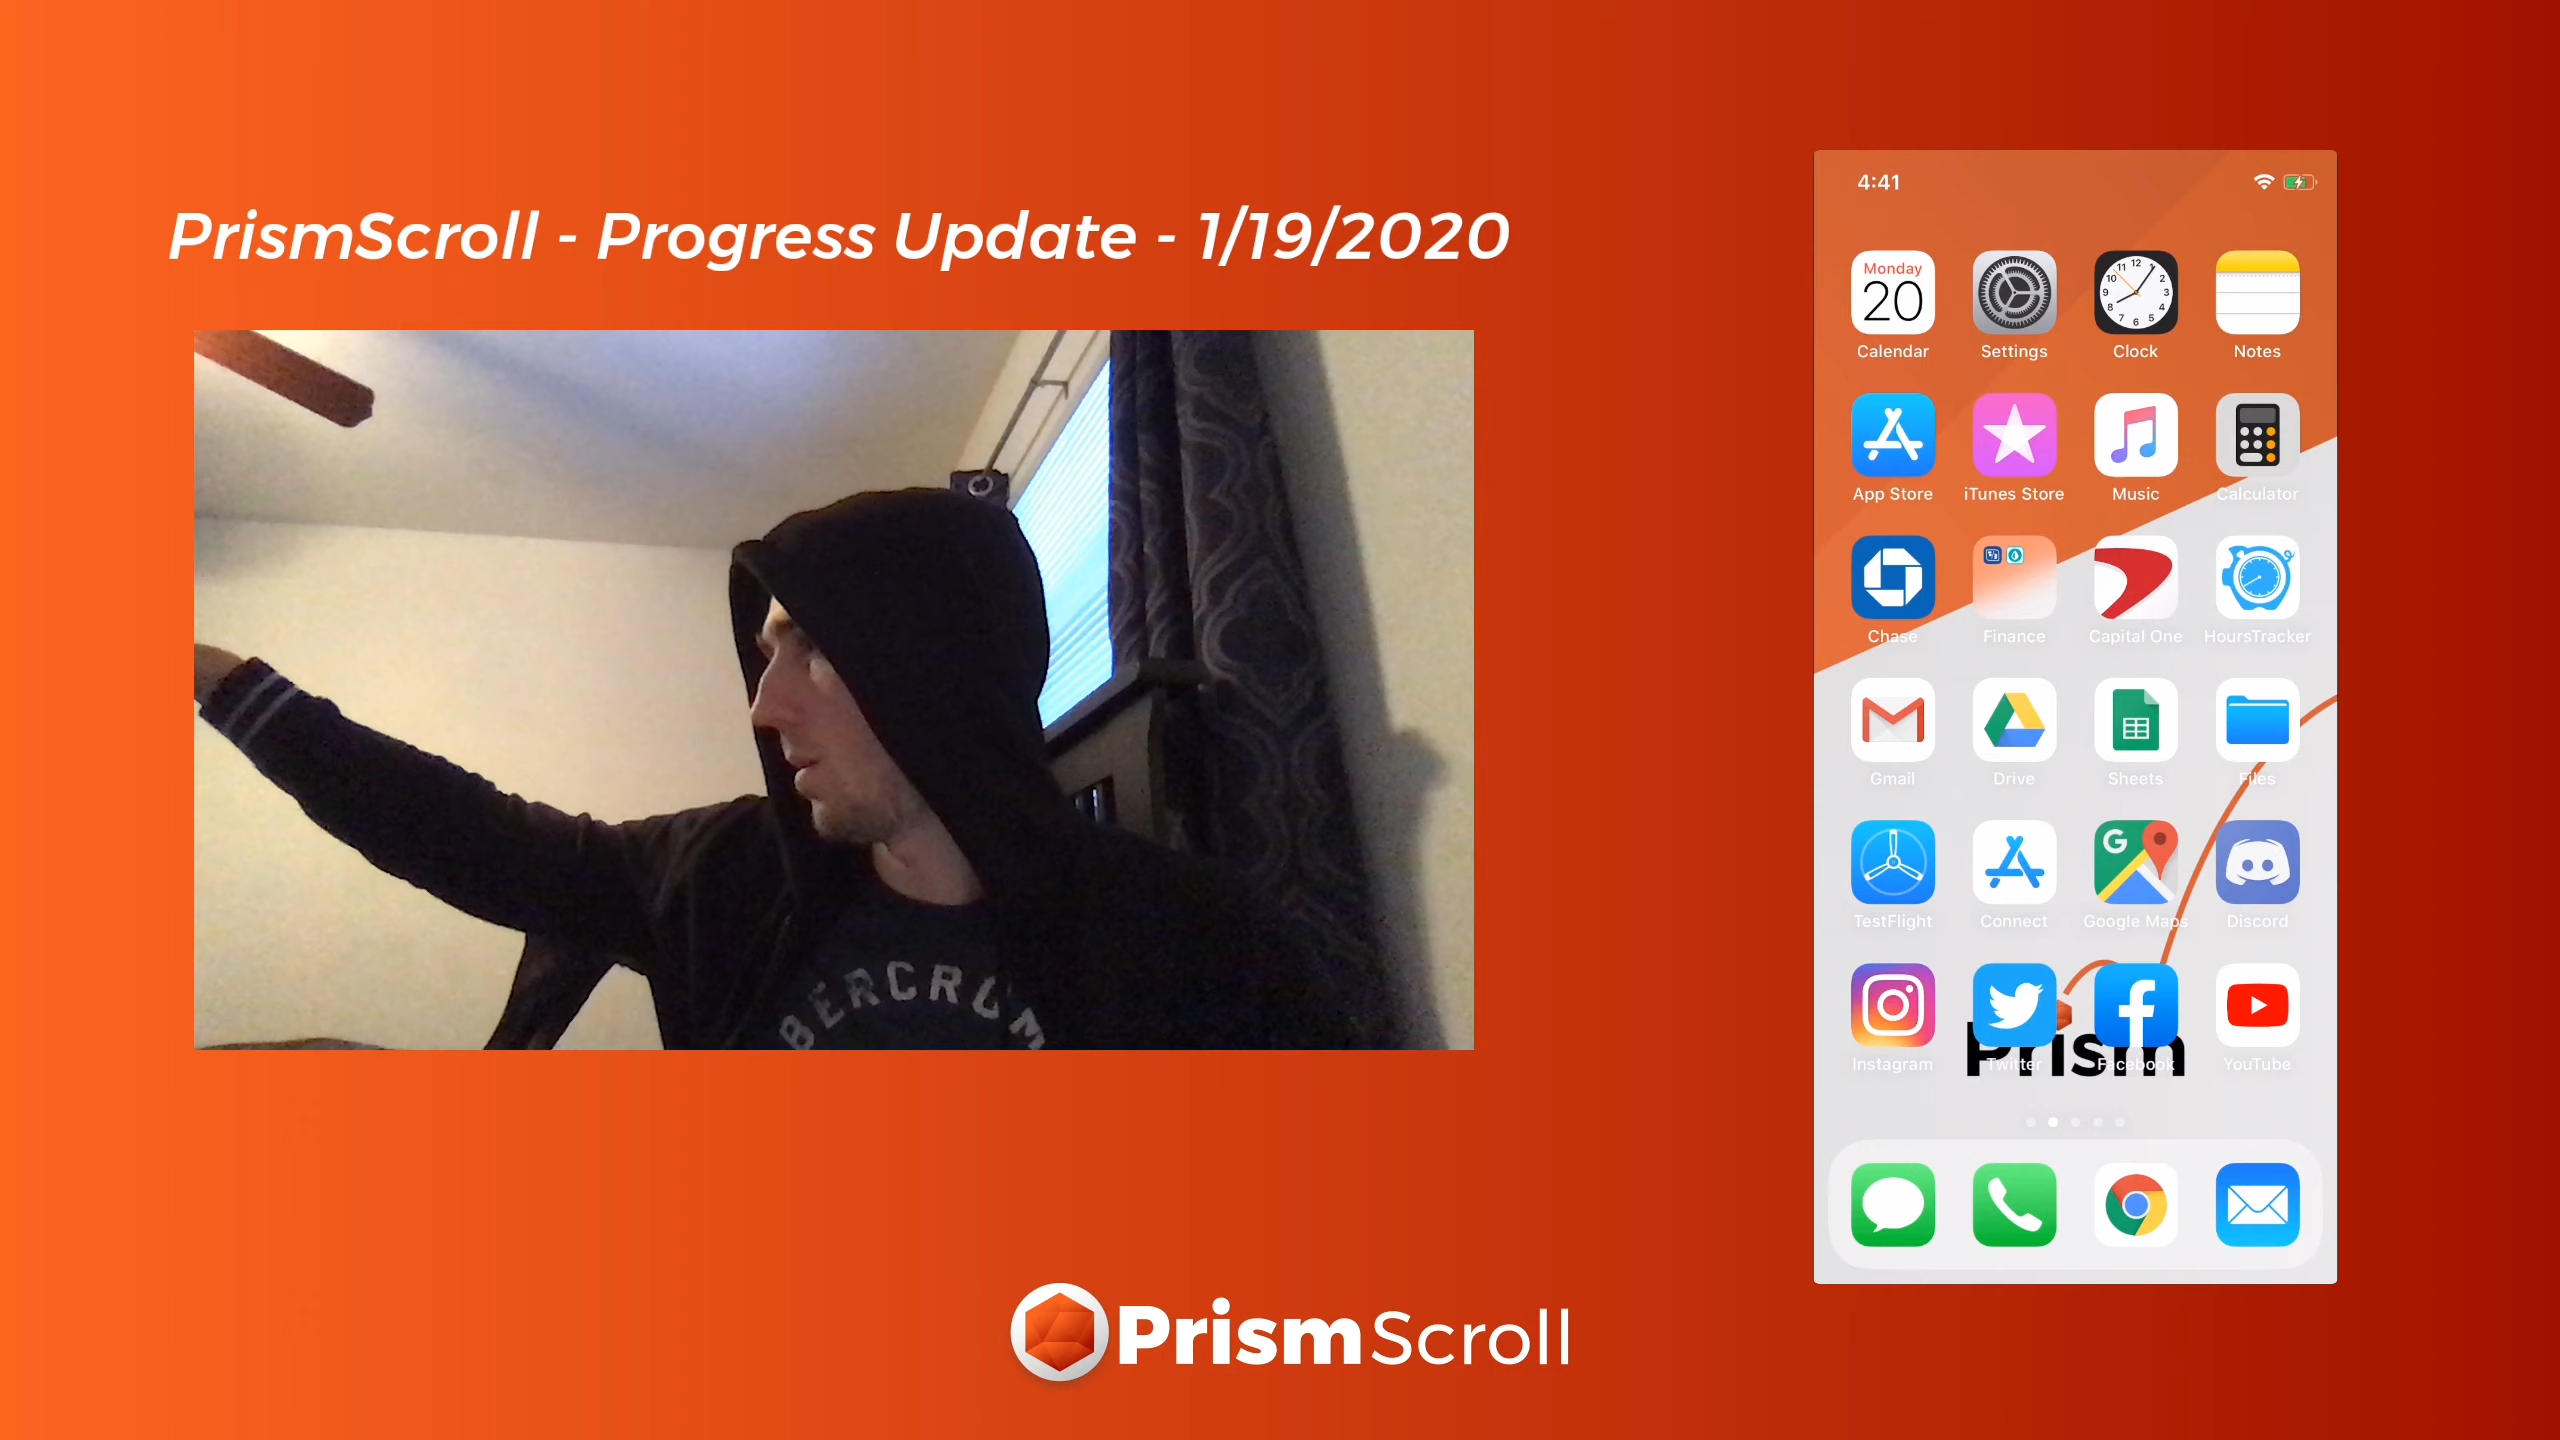 PrismScroll - Progress Update - 1/19/2020
BERCROM
4:41
Monday
20
Calendar Settings Clock Notes
App Store iTunes Store Music Calculator
Chase Finance Capital One HoursTracker
Gmail Drive Sheets Files
TestFlight Connect Google Maps Discord
Instagram Twitter Facebook YouTube
Prism
PrismScroll